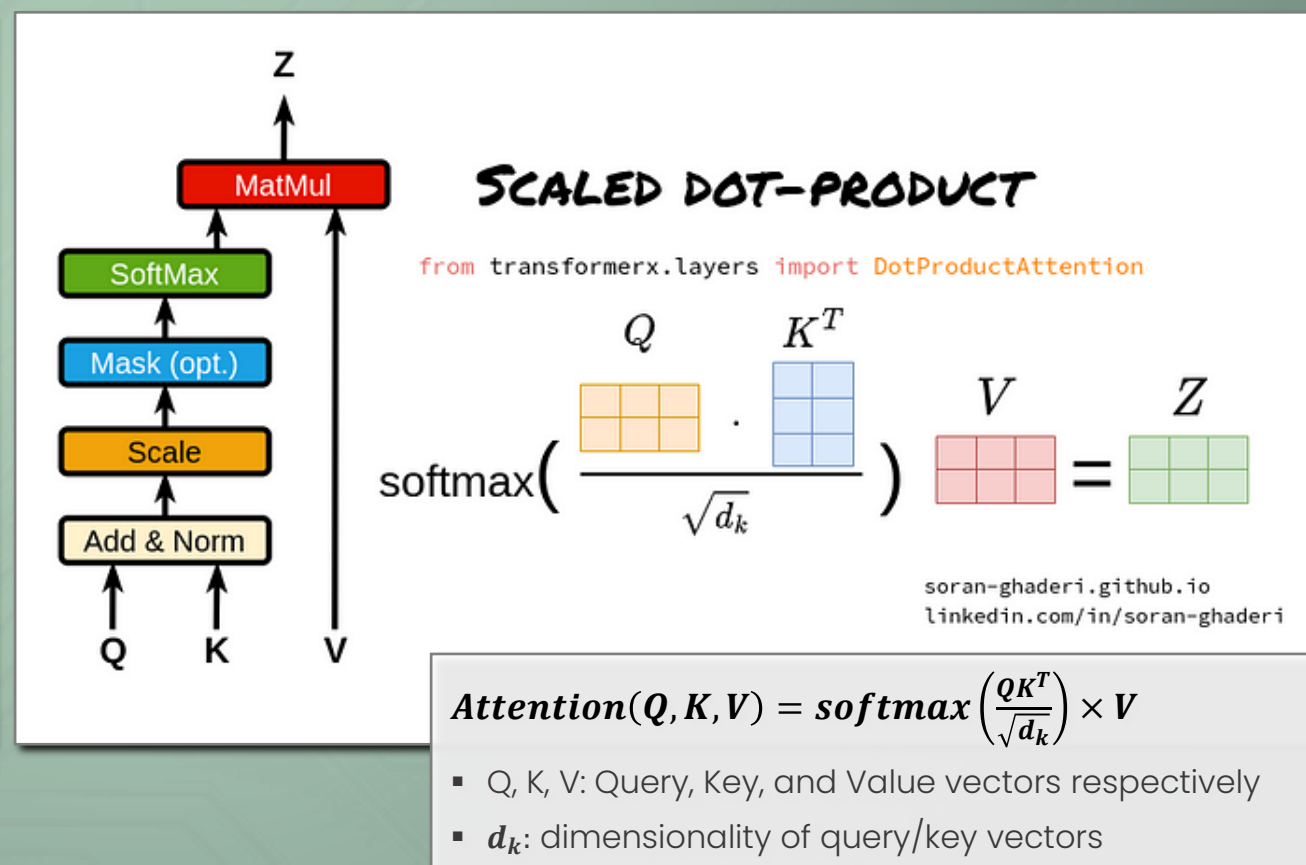 Z
MatMul
SoftMax
Mask (opt.)
Scale
Add & Norm
Q K V
SCALED DOT-PRODUCT
from transformerx.layers import DotProductAttention
Q K^T V Z
softmax( · / √d_k ) =
soran-ghaderi.github.io
linkedin.com/in/soran-ghaderi
Attention(Q, K, V) = softmax(QK^T / √d_k) × V
▪ Q, K, V: Query, Key, and Value vectors respectively
▪ d_k: dimensionality of query/key vectors